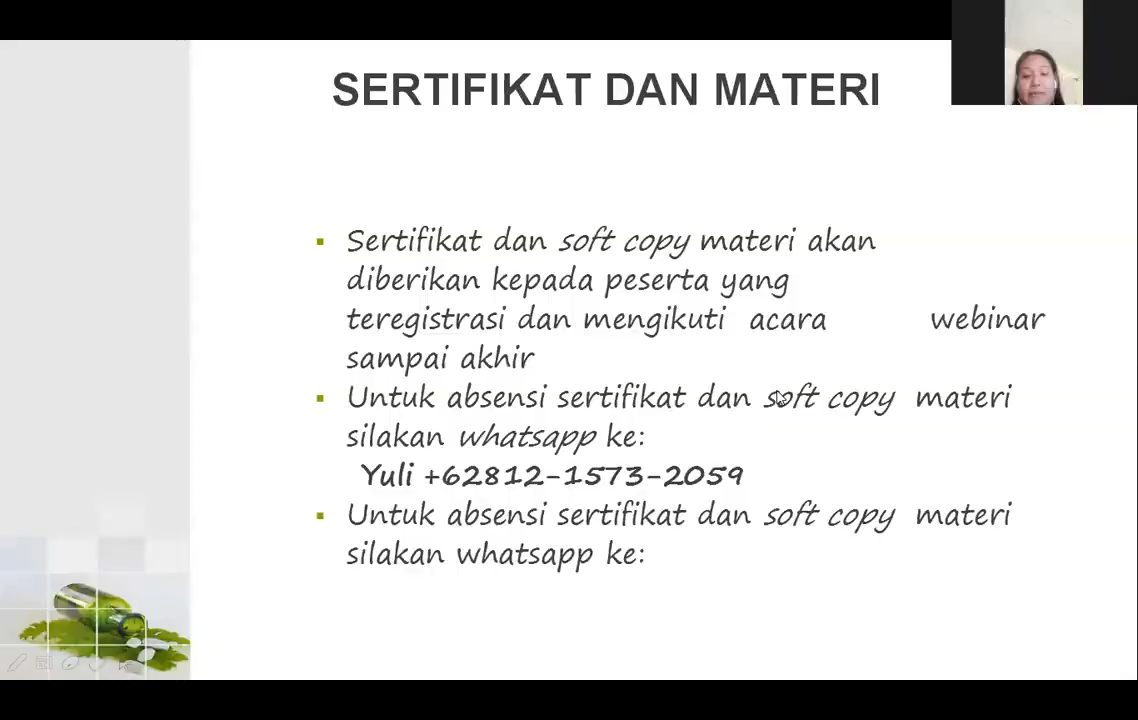 SERTIFIKAT DAN MATERI
▪ Sertifikat dan soft copy materi akan
diberikan kepada peserta yang
teregistrasi dan mengikuti acara webinar
sampai akhir
▪ Untuk absensi sertifikat dan soft copy materi
silakan whatsapp ke:
Yuli +62812-1573-2059
▪ Untuk absensi sertifikat dan soft copy materi
silakan whatsapp ke: